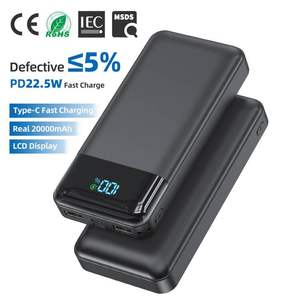 CE
RoHS
IEC
MSDS
Defective ≤5%
PD22.5W Fast Charge
Type-C Fast Charging
Real 20000mAh
LCD Display
100%